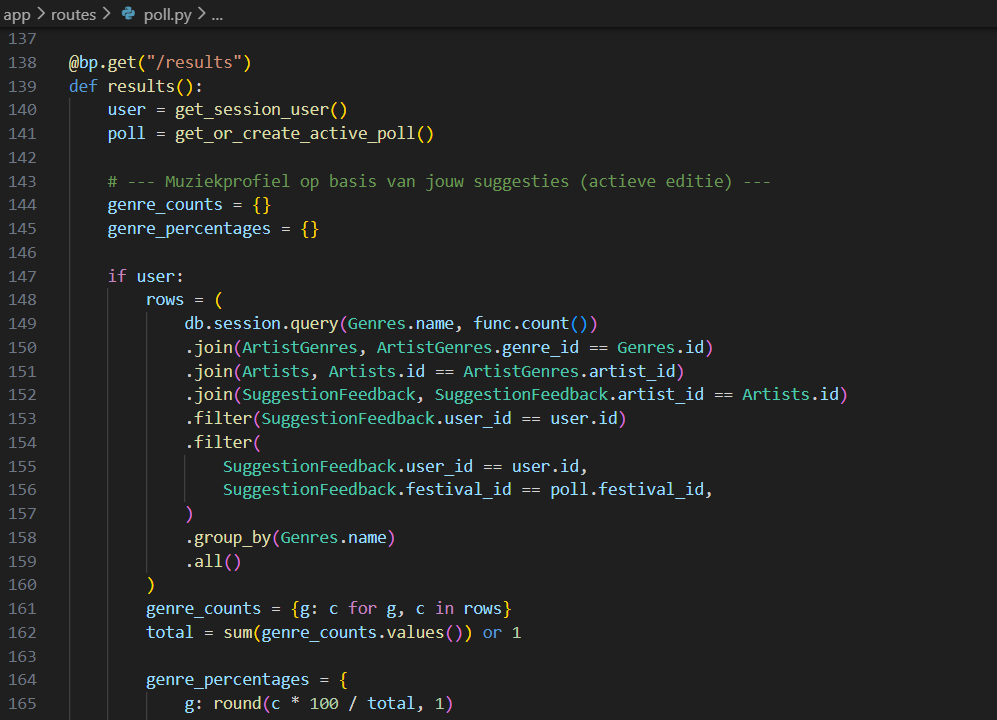 app > routes > poll.py > ...
137
138 @bp.get("/results")
139 def results():
140     user = get_session_user()
141     poll = get_or_create_active_poll()
142
143     # --- Muziekprofiel op basis van jouw suggesties (actieve editie) ---
144     genre_counts = {}
145     genre_percentages = {}
146
147     if user:
148         rows = (
149             db.session.query(Genres.name, func.count())
150             .join(ArtistGenres, ArtistGenres.genre_id == Genres.id)
151             .join(Artists, Artists.id == ArtistGenres.artist_id)
152             .join(SuggestionFeedback, SuggestionFeedback.artist_id == Artists.id)
153             .filter(SuggestionFeedback.user_id == user.id)
154             .filter(
155                 SuggestionFeedback.user_id == user.id,
156                 SuggestionFeedback.festival_id == poll.festival_id,
157             )
158             .group_by(Genres.name)
159             .all()
160         )
161         genre_counts = {g: c for g, c in rows}
162         total = sum(genre_counts.values()) or 1
163
164         genre_percentages = {
165             g: round(c * 100 / total, 1)